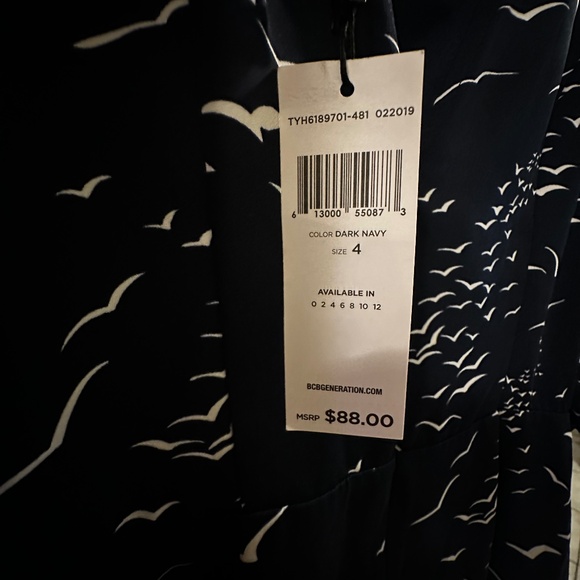 TYH6189701-481 022019
6 13000 55087 3
COLOR DARK NAVY
SIZE 4
AVAILABLE IN
0 2 4 6 8 10 12
BCBGENERATION.COM
MSRP $88.00